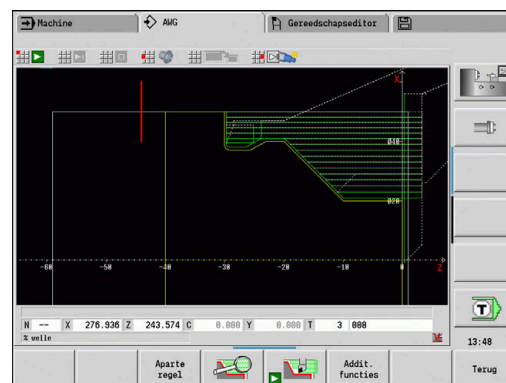 Machine AWG Gereedschapseditor
X
ø40
ø20
-60 -50 -40 -30 -20 -10 0 Z
N -- X 276.936 Z 243.574 C 0.000 Y 0.000 T 3 000
% welle
T
13:48
Aparte regel
Addit. functies
Terug